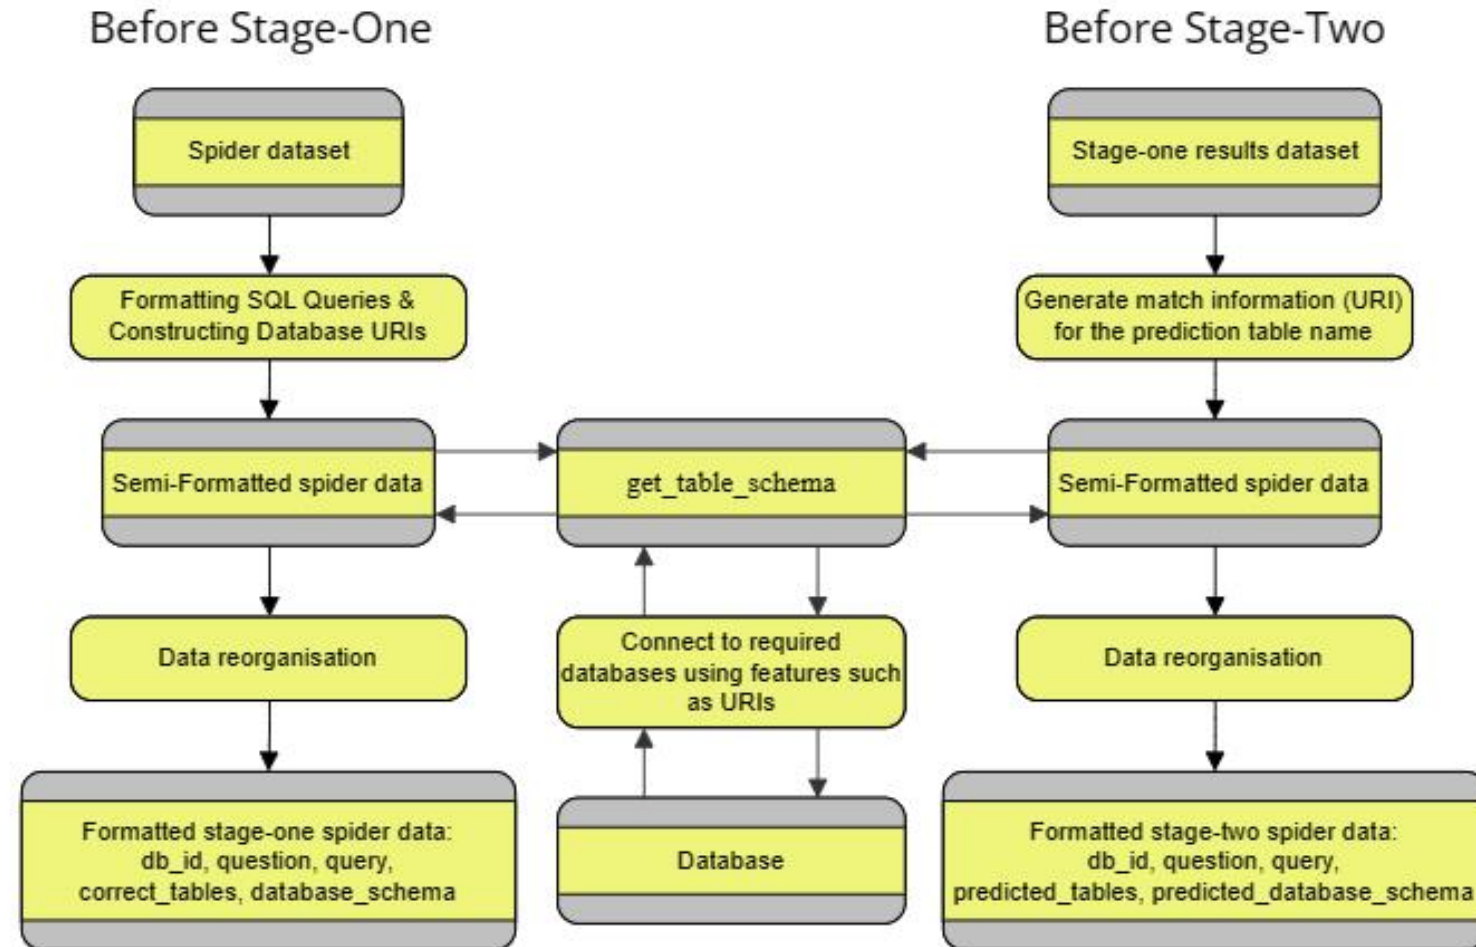 Before Stage-One
Before Stage-Two
Spider dataset
Stage-one results dataset
Formatting SQL Queries &
Constructing Database URIs
Generate match information (URI)
for the prediction table name
Semi-Formatted spider data
get_table_schema
Semi-Formatted spider data
Data reorganisation
Connect to required
databases using features such
as URIs
Data reorganisation
Formatted stage-one spider data:
db_id, question, query,
correct_tables, database_schema
Database
Formatted stage-two spider data:
db_id, question, query,
predicted_tables, predicted_database_schema